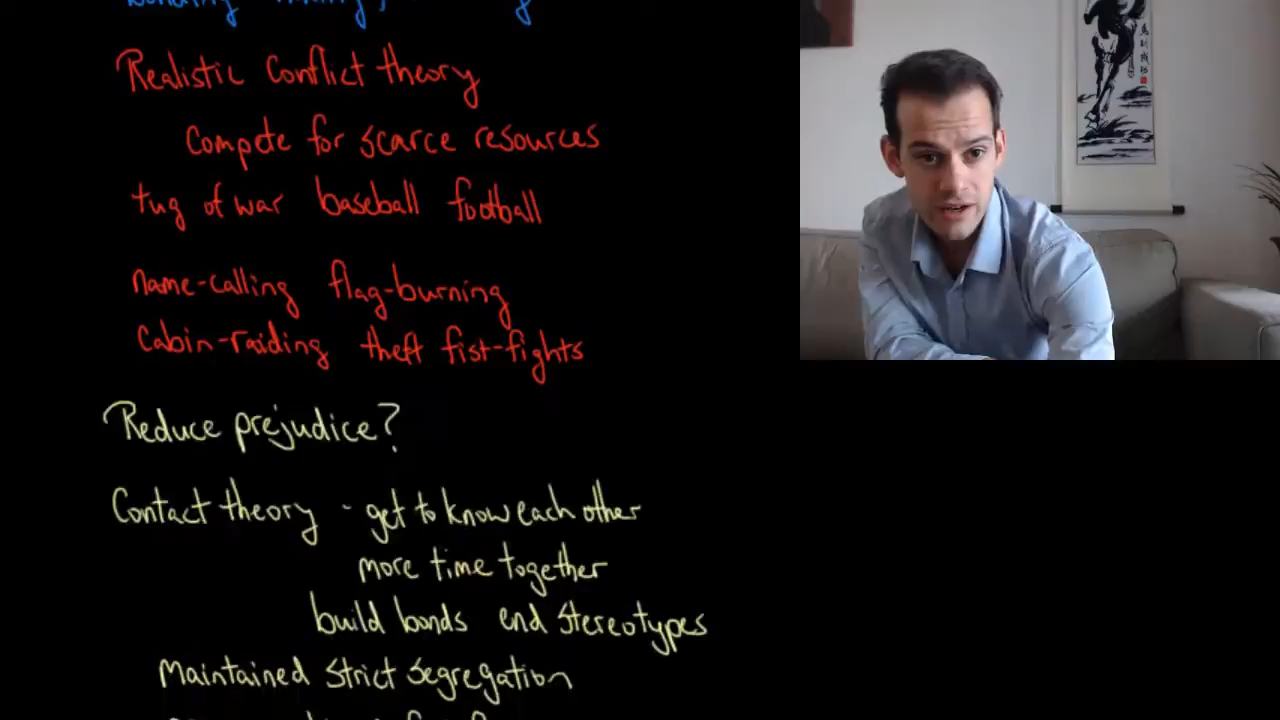 Realistic Conflict theory
Compete for scarce resources
tug of war baseball football
name-calling flag-burning
Cabin-raiding theft fist-fights
Reduce prejudice?
Contact theory - get to know each other
more time together
build bonds end stereotypes
Maintained strict segregation